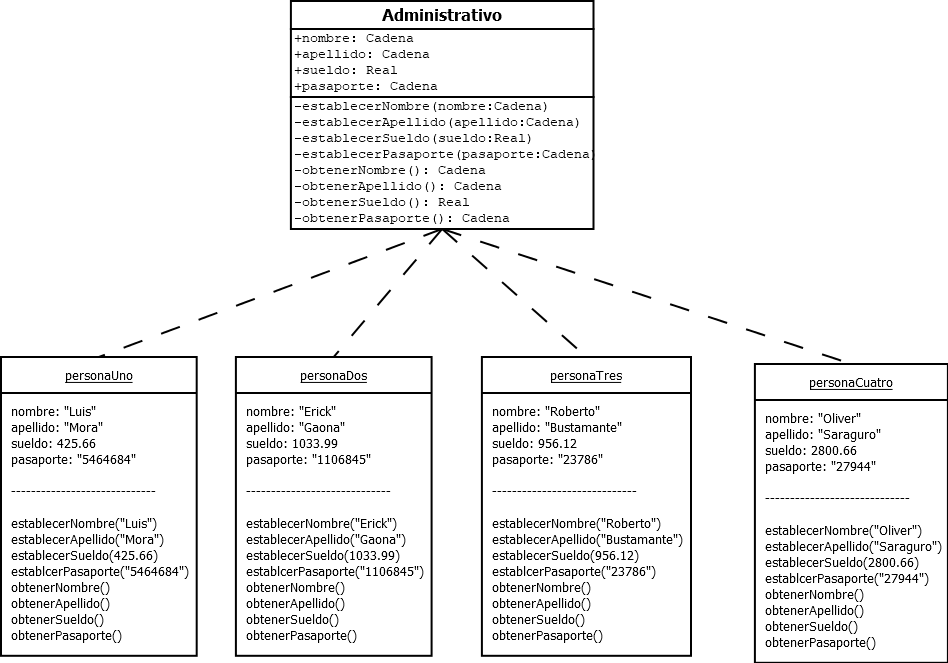 Administrativo
+nombre: Cadena
+apellido: Cadena
+sueldo: Real
+pasaporte: Cadena
-establecerNombre(nombre:Cadena)
-establecerApellido(apellido:Cadena)
-establecerSueldo(sueldo:Real)
-establecerPasaporte(pasaporte:Cadena)
-obtenerNombre(): Cadena
-obtenerApellido(): Cadena
-obtenerSueldo(): Real
-obtenerPasaporte(): Cadena
personaUno
nombre: "Luis"
apellido: "Mora"
sueldo: 425.66
pasaporte: "5464684"
-----------------------------
establecerNombre("Luis")
establecerApellido("Mora")
establecerSueldo(425.66)
establcerPasaporte("5464684")
obtenerNombre()
obtenerApellido()
obtenerSueldo()
obtenerPasaporte()
personaDos
nombre: "Erick"
apellido: "Gaona"
sueldo: 1033.99
pasaporte: "1106845"
-----------------------------
establecerNombre("Erick")
establecerApellido("Gaona")
establecerSueldo(1033.99)
establcerPasaporte("1106845")
obtenerNombre()
obtenerApellido()
obtenerSueldo()
obtenerPasaporte()
personaTres
nombre: "Roberto"
apellido: "Bustamante"
sueldo: 956.12
pasaporte: "23786"
-----------------------------
establecerNombre("Roberto")
establecerApellido("Bustamante")
establecerSueldo(956.12)
establcerPasaporte("23786")
obtenerNombre()
obtenerApellido()
obtenerSueldo()
obtenerPasaporte()
personaCuatro
nombre: "Oliver"
apellido: "Saraguro"
sueldo: 2800.66
pasaporte: "27944"
-----------------------------
establecerNombre("Oliver")
establecerApellido("Saraguro")
establecerSueldo(2800.66)
establcerPasaporte("27944")
obtenerNombre()
obtenerApellido()
obtenerSueldo()
obtenerPasaporte()